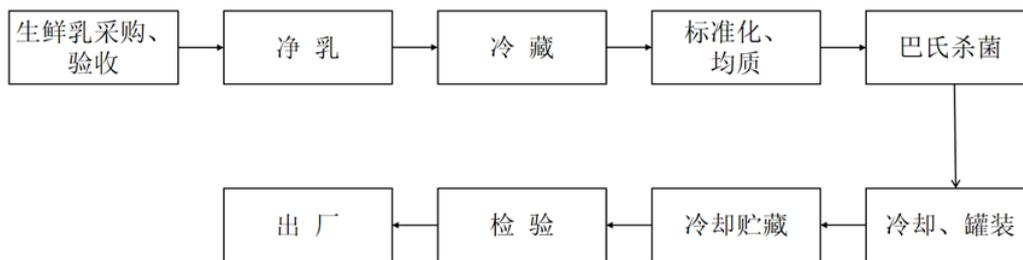 生鲜乳采购、
验收
净 乳
冷 藏
标准化、
均质
巴氏杀菌
出 厂
检 验
冷却贮藏
冷却、罐装